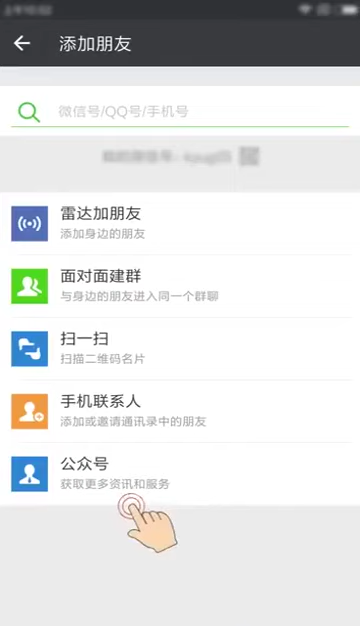 添加朋友
微信号/QQ号/手机号
雷达加朋友
添加身边的朋友
面对面建群
与身边的朋友进入同一个群聊
扫一扫
扫描二维码名片
手机联系人
添加或邀请通讯录中的朋友
公众号
获取更多资讯和服务